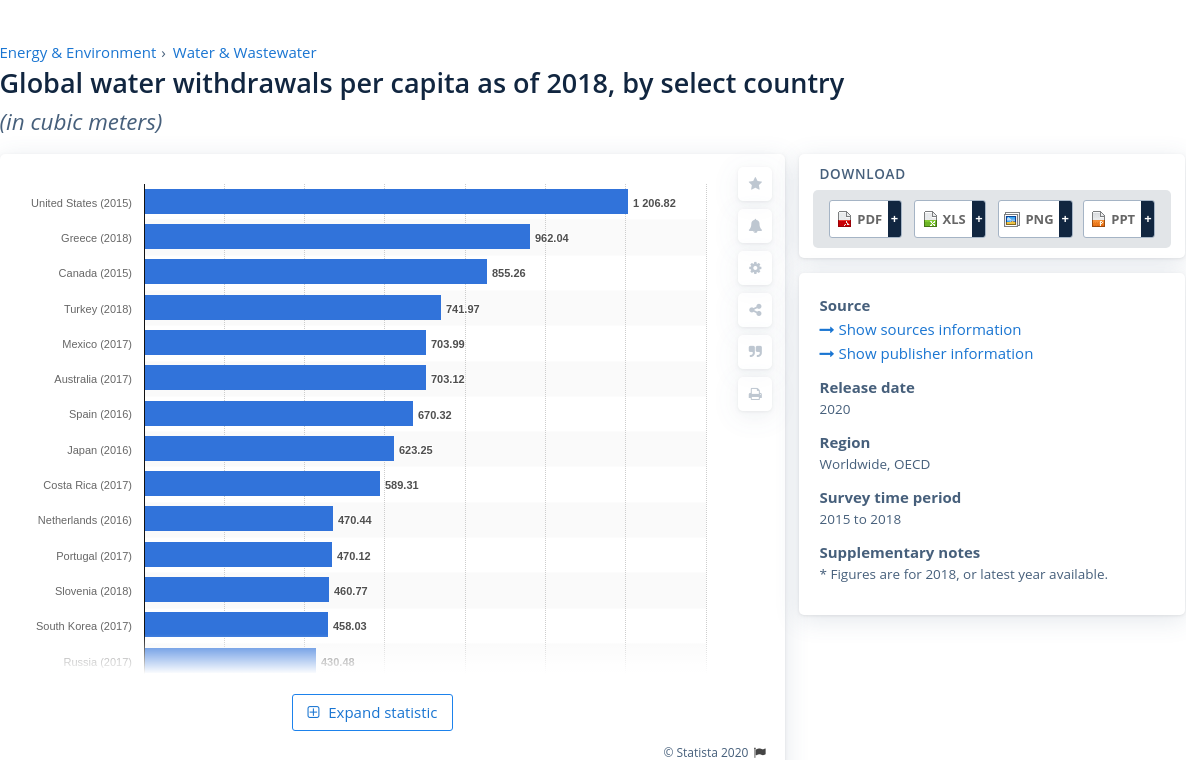 Energy & Environment › Water & Wastewater
Global water withdrawals per capita as of 2018, by select country
(in cubic meters)
United States (2015) 1 206.82
Greece (2018) 962.04
Canada (2015) 855.26
Turkey (2018) 741.97
Mexico (2017) 703.99
Australia (2017) 703.12
Spain (2016) 670.32
Japan (2016) 623.25
Costa Rica (2017) 589.31
Netherlands (2016) 470.44
Portugal (2017) 470.12
Slovenia (2018) 460.77
South Korea (2017) 458.03
Russia (2017) 430.48
Expand statistic
© Statista 2020
DOWNLOAD
PDF + XLS + PNG + PPT +
Source
Show sources information
Show publisher information
Release date
2020
Region
Worldwide, OECD
Survey time period
2015 to 2018
Supplementary notes
* Figures are for 2018, or latest year available.